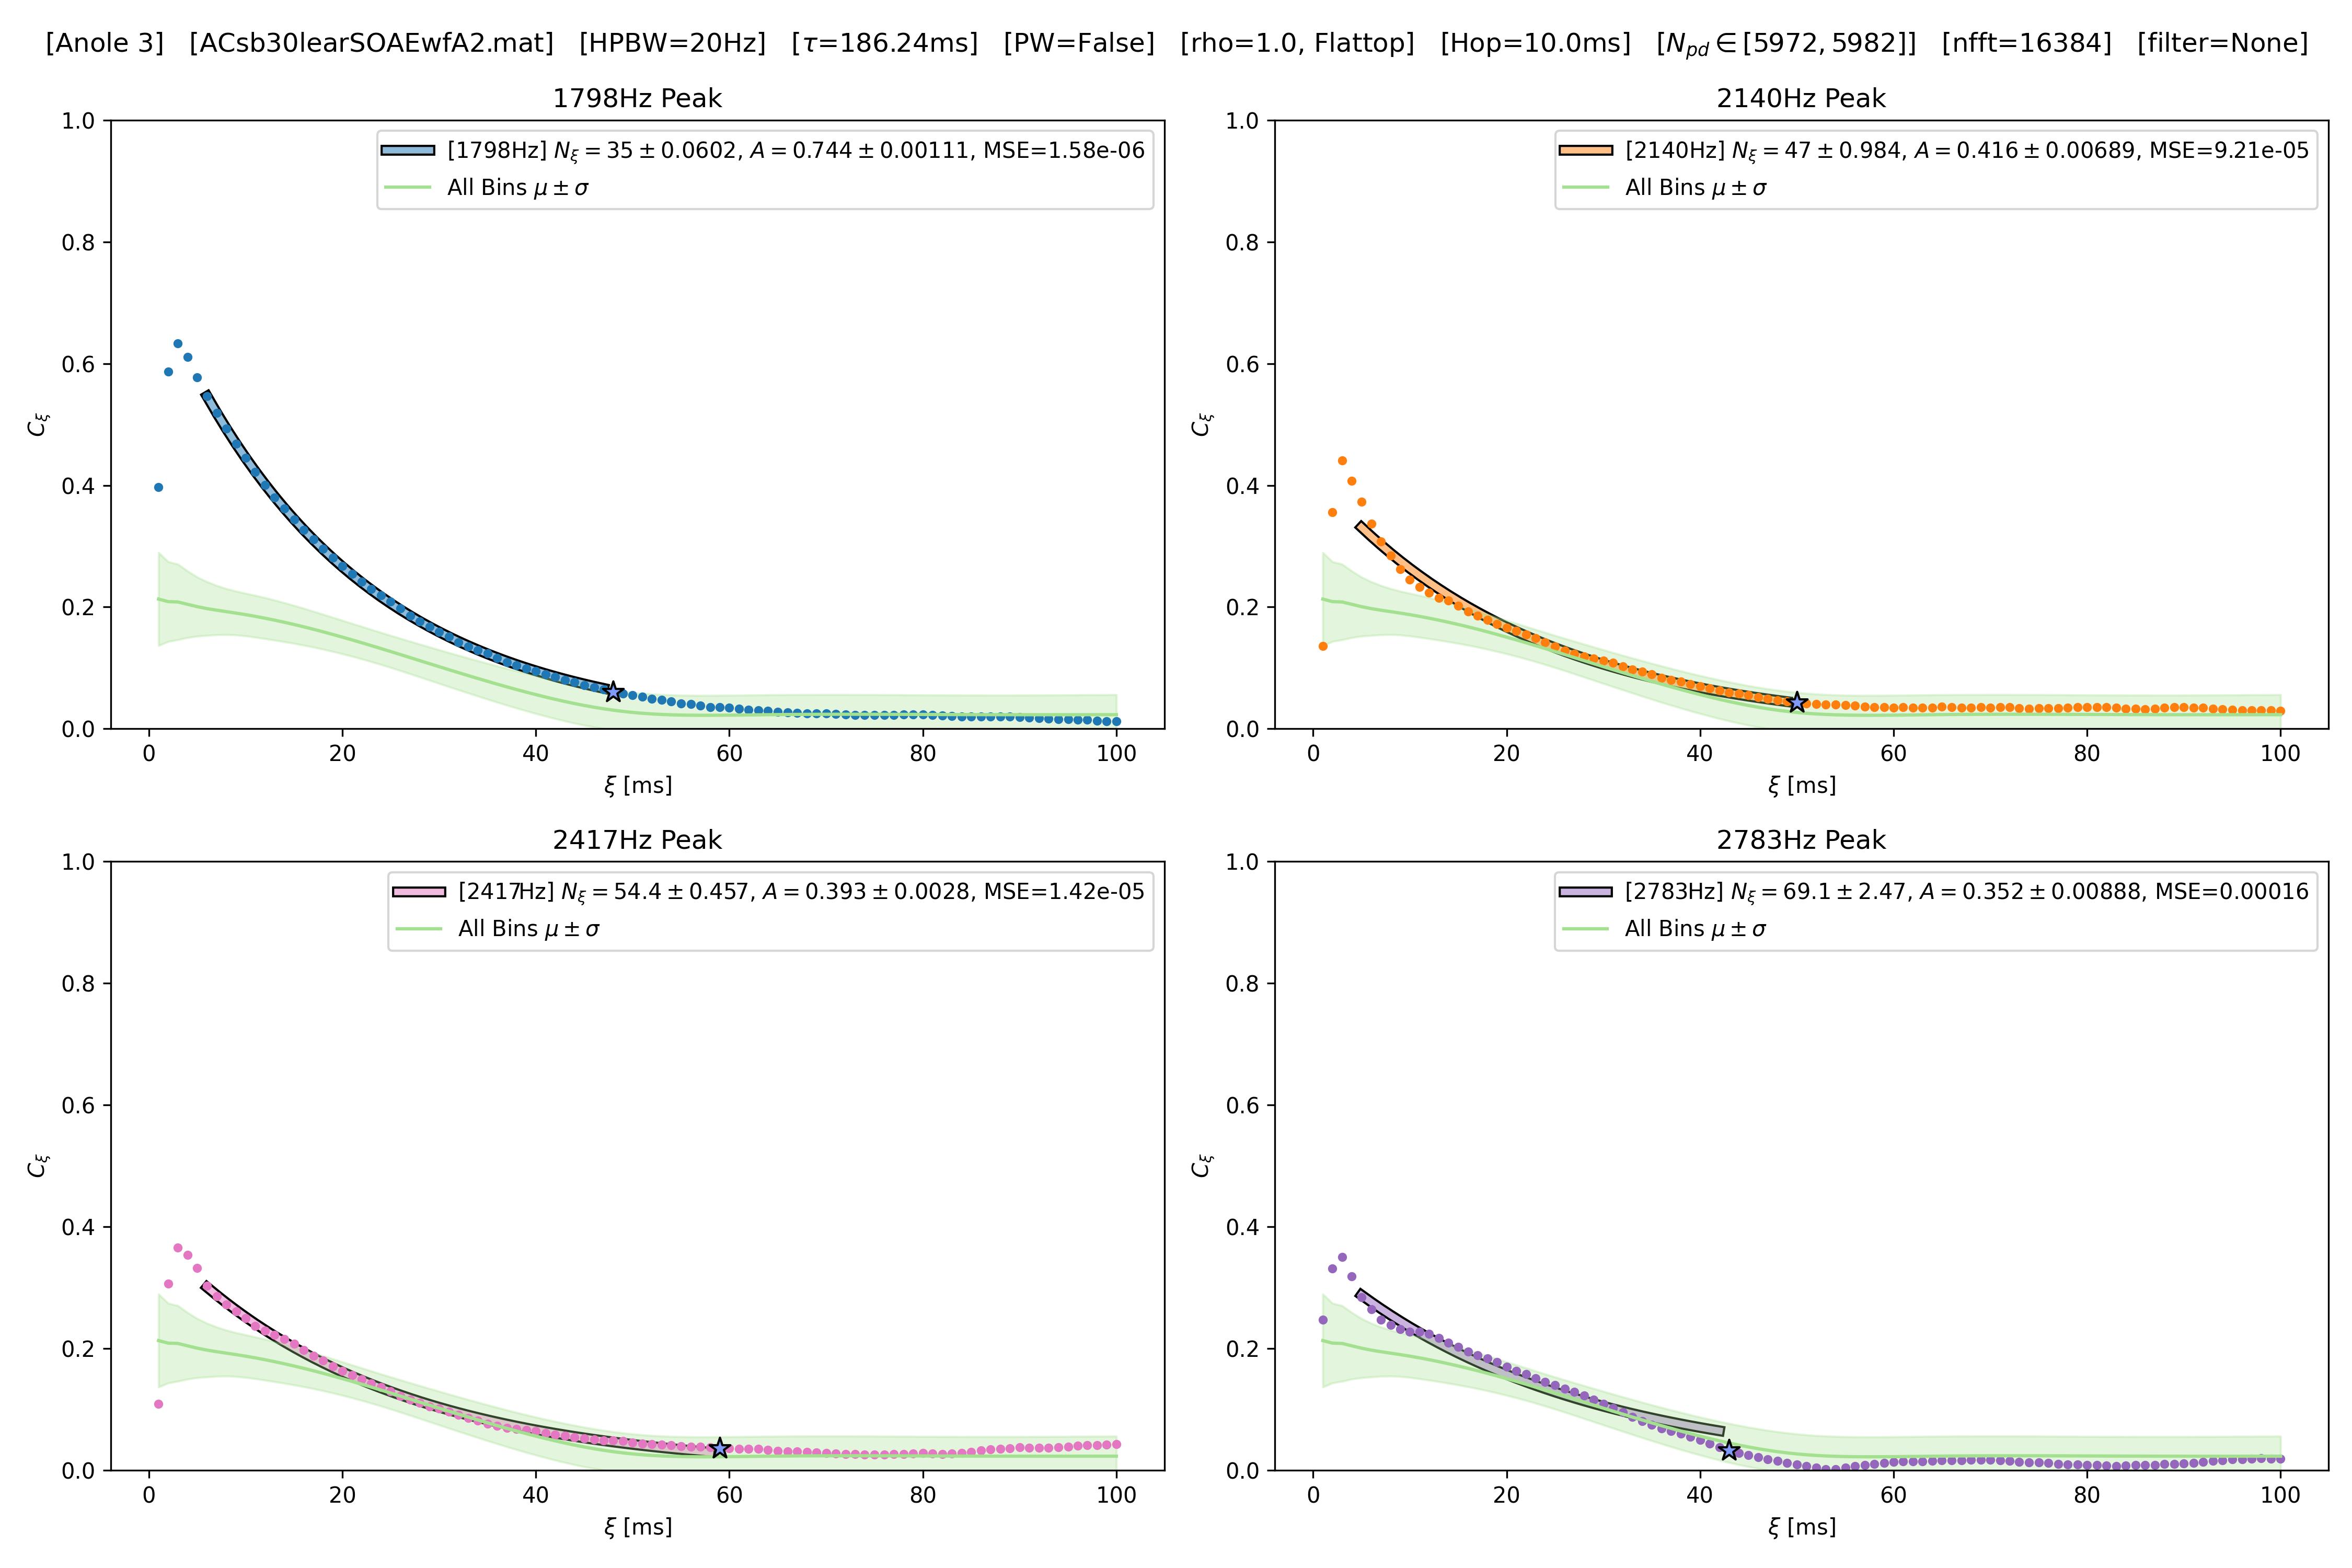 [Anole 3] [ACsb30learSOAEwfA2.mat] [HPBW=20Hz] [τ=186.24ms] [PW=False] [rho=1.0, Flattop] [Hop=10.0ms] [N_pd ∈ [5972, 5982]] [nfft=16384] [filter=None]
1798Hz Peak
[1798Hz] N_ξ = 35 ± 0.0602, A = 0.744 ± 0.00111, MSE=1.58e-06
All Bins μ ± σ
1.0
0.8
0.6
0.4
0.2
0.0
C_ξ
0 20 40 60 80 100
ξ [ms]
2140Hz Peak
[2140Hz] N_ξ = 47 ± 0.984, A = 0.416 ± 0.00689, MSE=9.21e-05
All Bins μ ± σ
1.0
0.8
0.6
0.4
0.2
0.0
C_ξ
0 20 40 60 80 100
ξ [ms]
2417Hz Peak
[2417Hz] N_ξ = 54.4 ± 0.457, A = 0.393 ± 0.0028, MSE=1.42e-05
All Bins μ ± σ
1.0
0.8
0.6
0.4
0.2
0.0
C_ξ
0 20 40 60 80 100
ξ [ms]
2783Hz Peak
[2783Hz] N_ξ = 69.1 ± 2.47, A = 0.352 ± 0.00888, MSE=0.00016
All Bins μ ± σ
1.0
0.8
0.6
0.4
0.2
0.0
C_ξ
0 20 40 60 80 100
ξ [ms]